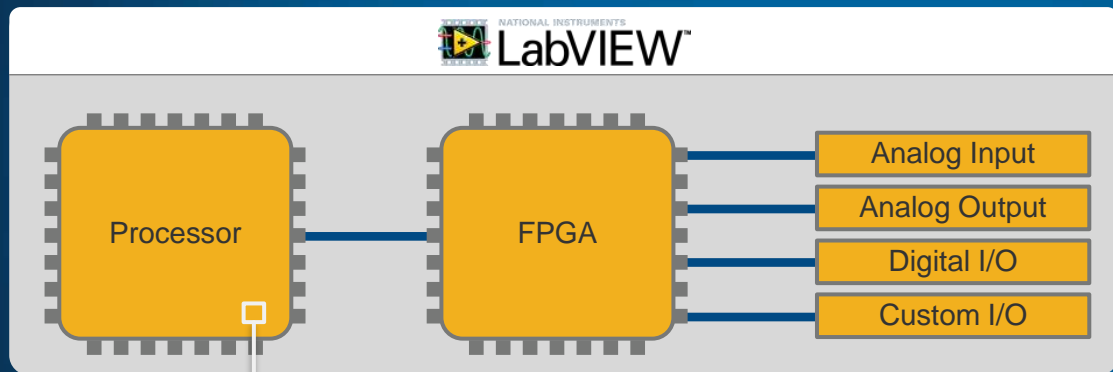 NATIONAL INSTRUMENTS
LabVIEW™
Processor
FPGA
Analog Input
Analog Output
Digital I/O
Custom I/O